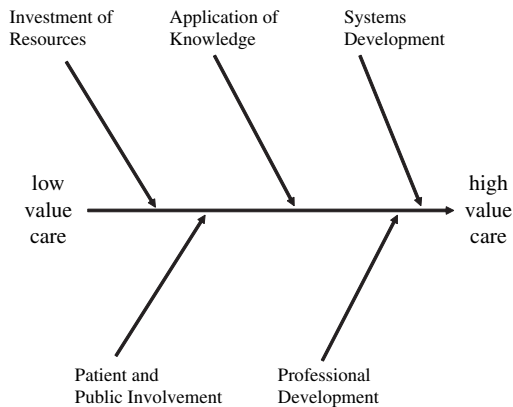 Investment of
Resources
Application of
Knowledge
Systems
Development
low
value
care
high
value
care
Patient and
Public Involvement
Professional
Development